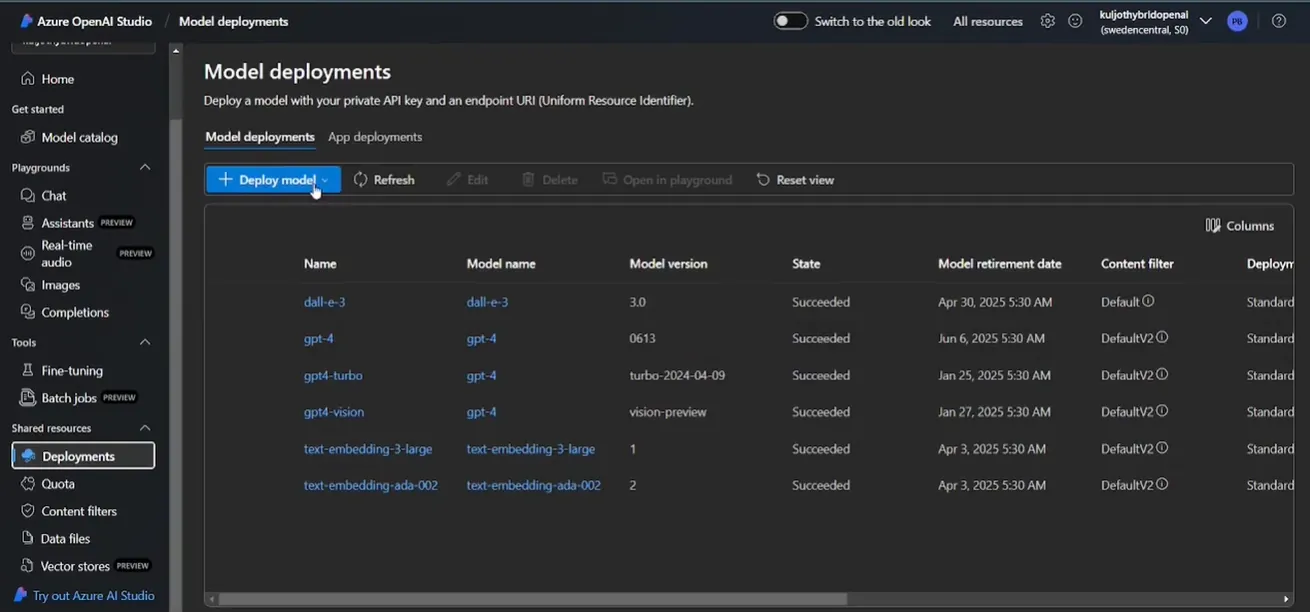 Azure OpenAI Studio / Model deployments
Switch to the old look
All resources
kuljothybridopenal
(swedencentral, S0)
PB
Home
Get started
Model catalog
Playgrounds
Chat
Assistants PREVIEW
Real-time
audio PREVIEW
Images
Completions
Tools
Fine-tuning
Batch jobs PREVIEW
Shared resources
Deployments
Quota
Content filters
Data files
Vector stores PREVIEW
Try out Azure AI Studio
Model deployments
Deploy a model with your private API key and an endpoint URI (Uniform Resource Identifier).
Model deployments App deployments
+ Deploy model Refresh Edit Delete Open in playground Reset view
Columns
Name Model name Model version State Model retirement date Content filter Deploym
dall-e-3 dall-e-3 3.0 Succeeded Apr 30, 2025 5:30 AM Default Standard
gpt-4 gpt-4 0613 Succeeded Jun 6, 2025 5:30 AM DefaultV2 Standard
gpt4-turbo gpt-4 turbo-2024-04-09 Succeeded Jan 25, 2025 5:30 AM DefaultV2 Standard
gpt4-vision gpt-4 vision-preview Succeeded Jan 27, 2025 5:30 AM DefaultV2 Standard
text-embedding-3-large text-embedding-3-large 1 Succeeded Apr 3, 2025 5:30 AM DefaultV2 Standard
text-embedding-ada-002 text-embedding-ada-002 2 Succeeded Apr 3, 2025 5:30 AM DefaultV2 Standard